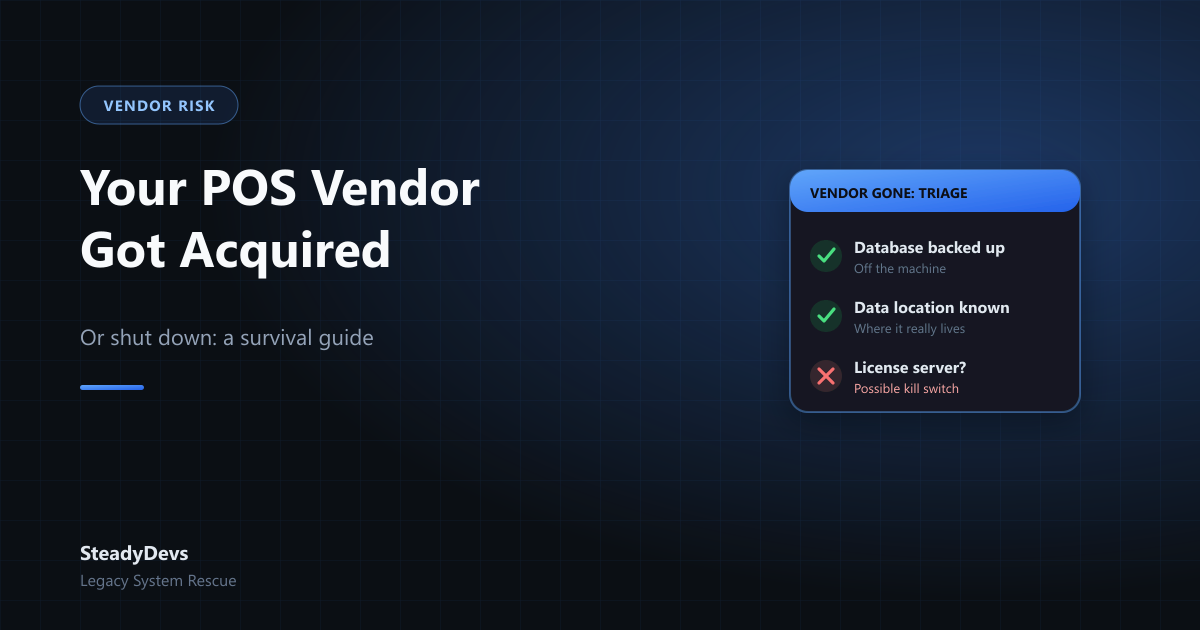 VENDOR RISK
Your POS Vendor
Got Acquired
Or shut down: a survival guide
VENDOR GONE: TRIAGE
Database backed up
Off the machine
Data location known
Where it really lives
License server?
Possible kill switch
SteadyDevs
Legacy System Rescue